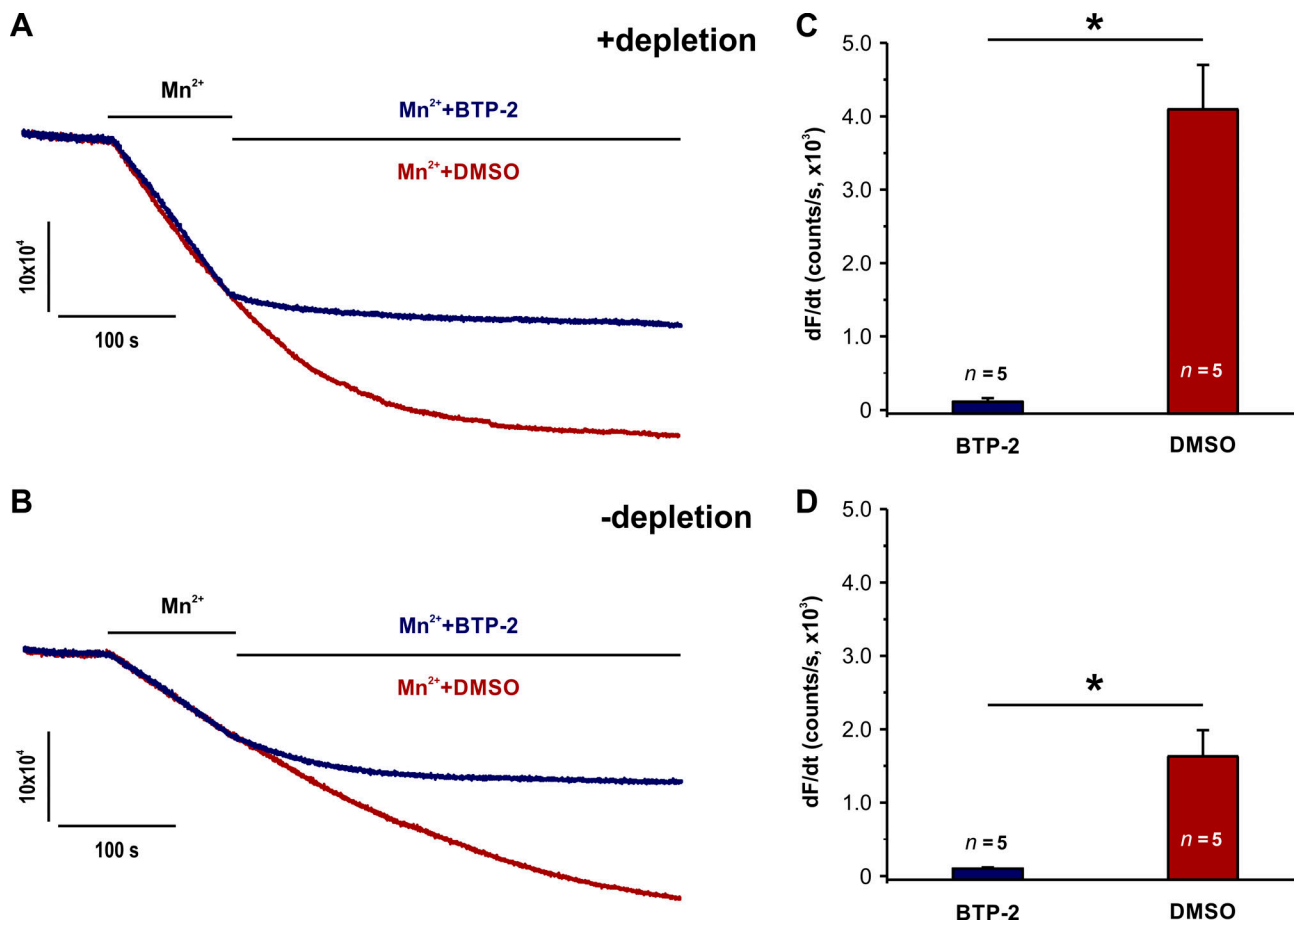 A
+depletion
Mn²⁺
Mn²⁺+BTP-2
Mn²⁺+DMSO
10x10⁴
100 s
B
-depletion
Mn²⁺
Mn²⁺+BTP-2
Mn²⁺+DMSO
10x10⁴
100 s
C
*
5.0
4.0
3.0
2.0
1.0
0
dF/dt (counts/s, x10³)
n = 5
n = 5
BTP-2
DMSO
D
*
5.0
4.0
3.0
2.0
1.0
0
dF/dt (counts/s, x10³)
n = 5
n = 5
BTP-2
DMSO